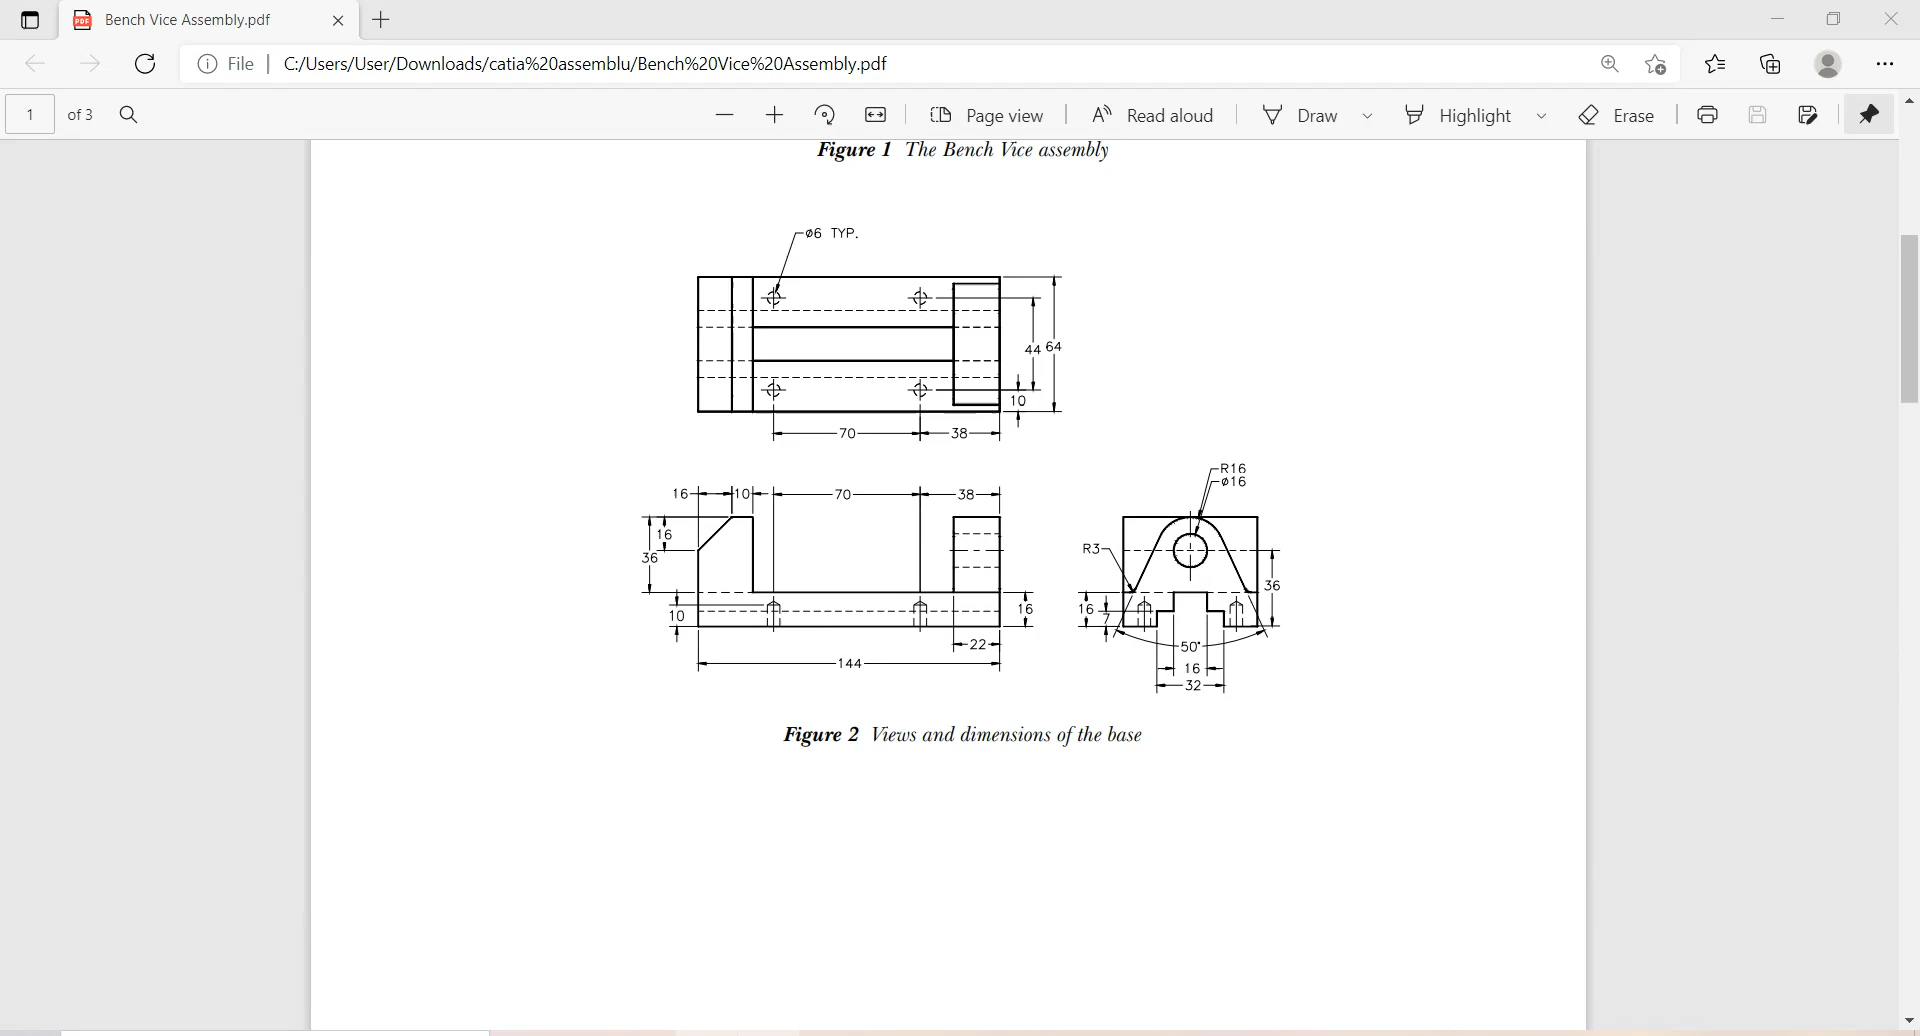 Bench Vice Assembly.pdf
File
C:/Users/User/Downloads/catia%20assemblu/Bench%20Vice%20Assembly.pdf
1 of 3
Page view
Read aloud
Draw
Highlight
Erase
Figure 1 The Bench Vice assembly
ø6 TYP.
44 64
10
70 38
R16
ø16
16 10 70 38
16
36
R3
36
10
16
16
7
22
50°
144
16
32
Figure 2 Views and dimensions of the base